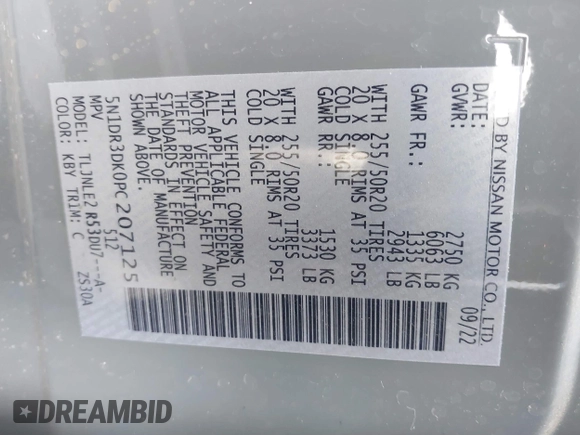 D BY NISSAN MOTOR CO., LTD.
DATE: 09/22
GVWR: 2750 KG
6063 LB
GAWR FR.: 1335 KG
2943 LB
WITH 255/50R20 TIRES
20 X 8.0 RIMS AT 35 PSI
COLD SINGLE
GAWR RR.: 1530 KG
3373 LB
WITH 255/50R20 TIRES
20 X 8.0 RIMS AT 35 PSI
COLD SINGLE
THIS VEHICLE CONFORMS TO
ALL APPLICABLE FEDERAL
MOTOR VEHICLE SAFETY AND
THEFT PREVENTION
STANDARDS IN EFFECT ON
THE DATE OF MANUFACTURE
SHOWN ABOVE.
5N1DR3DK0PC207125
MPV 512
MODEL: TLJNLE2 R53DU7---A-
COLOR: KBY TRIM: C 2S30A
DREAMBID